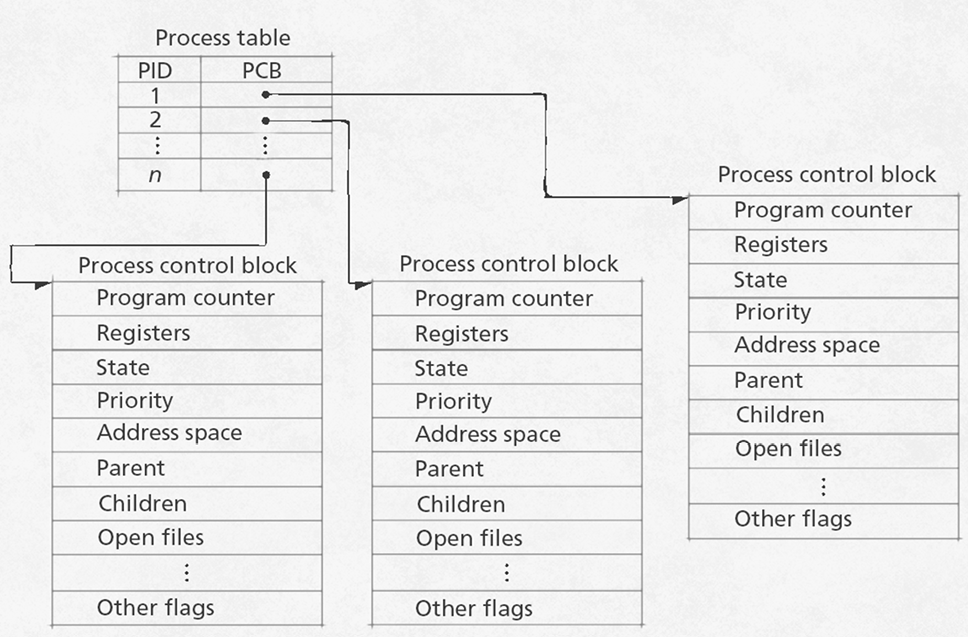 Process table
PID PCB
1
2
⋮ ⋮
n
Process control block
Program counter
Registers
State
Priority
Address space
Parent
Children
Open files
⋮
Other flags
Process control block
Program counter
Registers
State
Priority
Address space
Parent
Children
Open files
⋮
Other flags
Process control block
Program counter
Registers
State
Priority
Address space
Parent
Children
Open files
⋮
Other flags